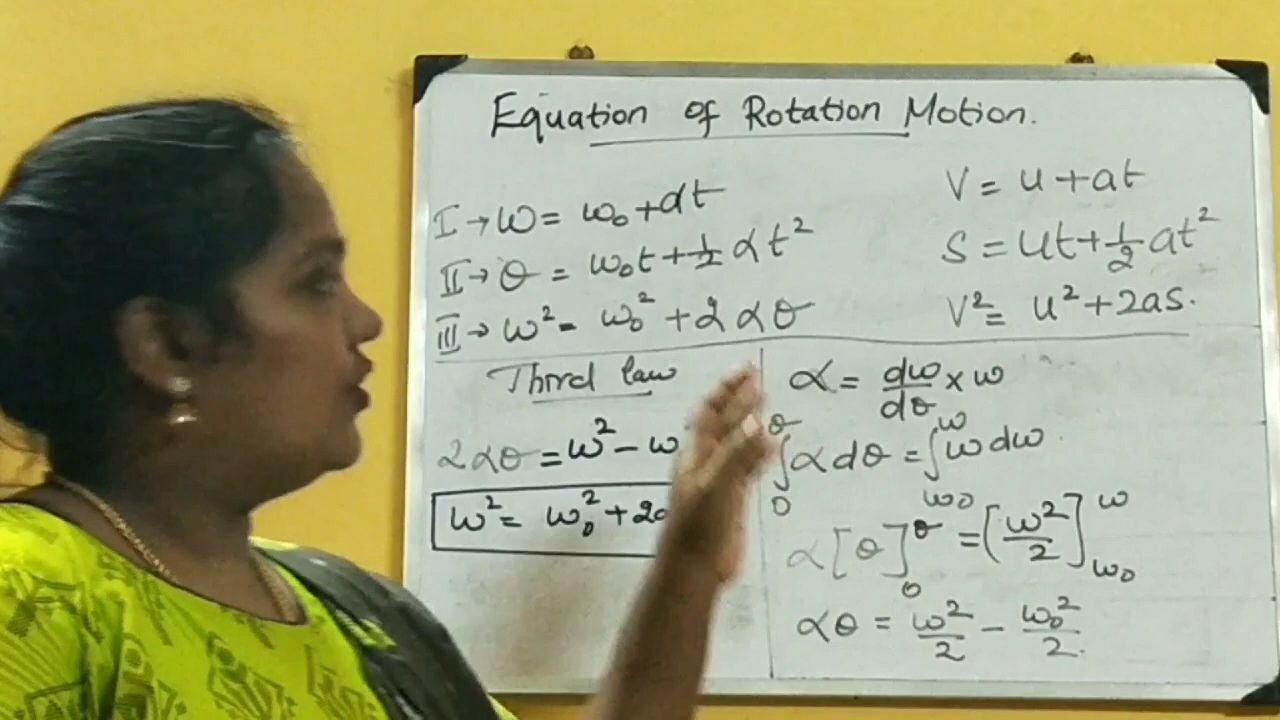 Equation of Rotation Motion.
I → ω = ω₀ + αt
II → θ = ω₀t + ½ αt²
III → ω² = ω₀² + 2αθ
V = u + at
S = ut + ½ at²
V² = u² + 2as.
Third law
2αθ = ω² - ω
ω² = ω₀² + 2α
α = dω/dθ × ω
∫₀^θ α dθ = ∫_ω₀^ω ω dω
α[θ]₀^θ = [ω²/2]_ω₀^ω
αθ = ω²/2 - ω₀²/2.